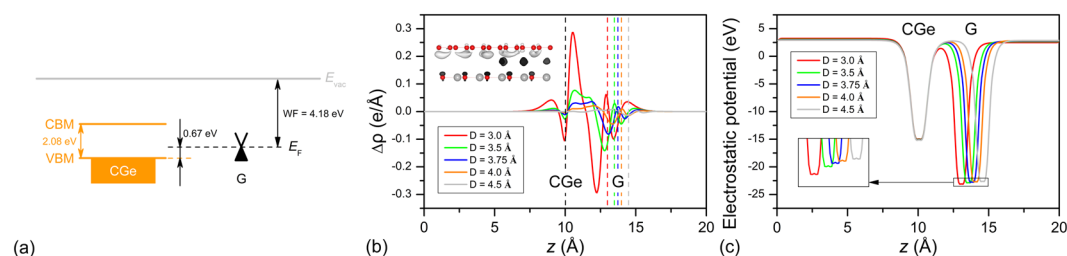 E_vac
CBM
2.08 eV
VBM
0.67 eV
WF = 4.18 eV
E_F
CGe
G
(a)
0.3
0.2
0.1
0.0
-0.1
-0.2
-0.3
Δρ (e/Å)
D = 3.0 Å
D = 3.5 Å
D = 3.75 Å
D = 4.0 Å
D = 4.5 Å
CGe
G
0 5 10 15 20
z (Å)
(b)
CGe
G
5
0
-5
-10
-15
-20
-25
Electrostatic potential (eV)
D = 3.0 Å
D = 3.5 Å
D = 3.75 Å
D = 4.0 Å
D = 4.5 Å
0 5 10 15 20
z (Å)
(c)